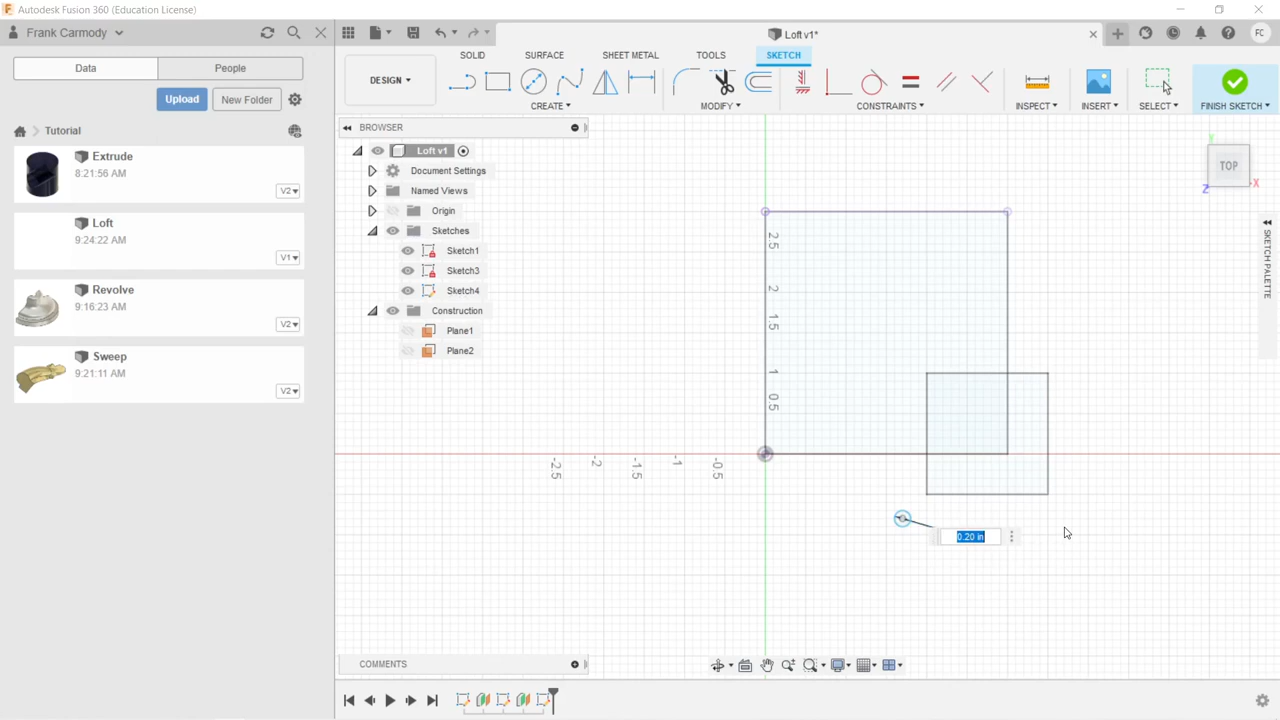 Autodesk Fusion 360 (Education License)
Frank Carmody
Loft v1*
FC
Data
People
Upload
New Folder
Tutorial
Extrude
8:21:56 AM
V2
Loft
9:24:22 AM
V1
Revolve
9:16:23 AM
V2
Sweep
9:21:11 AM
V2
DESIGN
SOLID
SURFACE
SHEET METAL
TOOLS
SKETCH
CREATE
MODIFY
CONSTRAINTS
INSPECT
INSERT
SELECT
FINISH SKETCH
BROWSER
Loft v1
Document Settings
Named Views
Origin
Sketches
Sketch1
Sketch3
Sketch4
Construction
Plane1
Plane2
TOP
Y
Z
X
SKETCH PALETTE
2.5
2
1.5
1
0.5
-2.5
-2
-1.5
-1
-0.5
0.20 in
COMMENTS